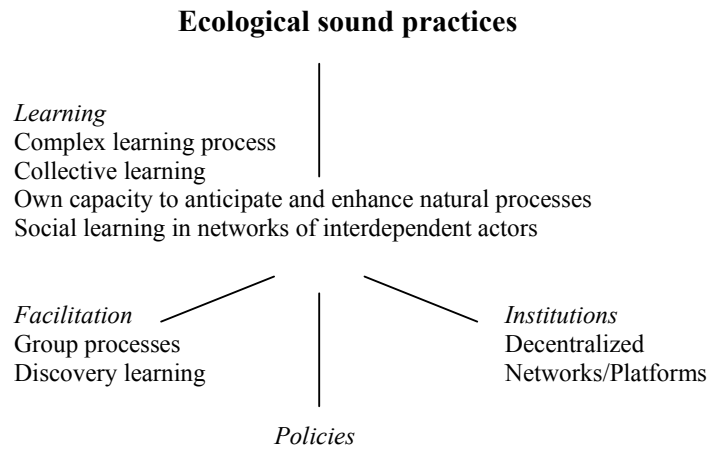 Ecological sound practices
Learning
Complex learning process
Collective learning
Own capacity to anticipate and enhance natural processes
Social learning in networks of interdependent actors
Facilitation
Group processes
Discovery learning
Institutions
Decentralized
Networks/Platforms
Policies